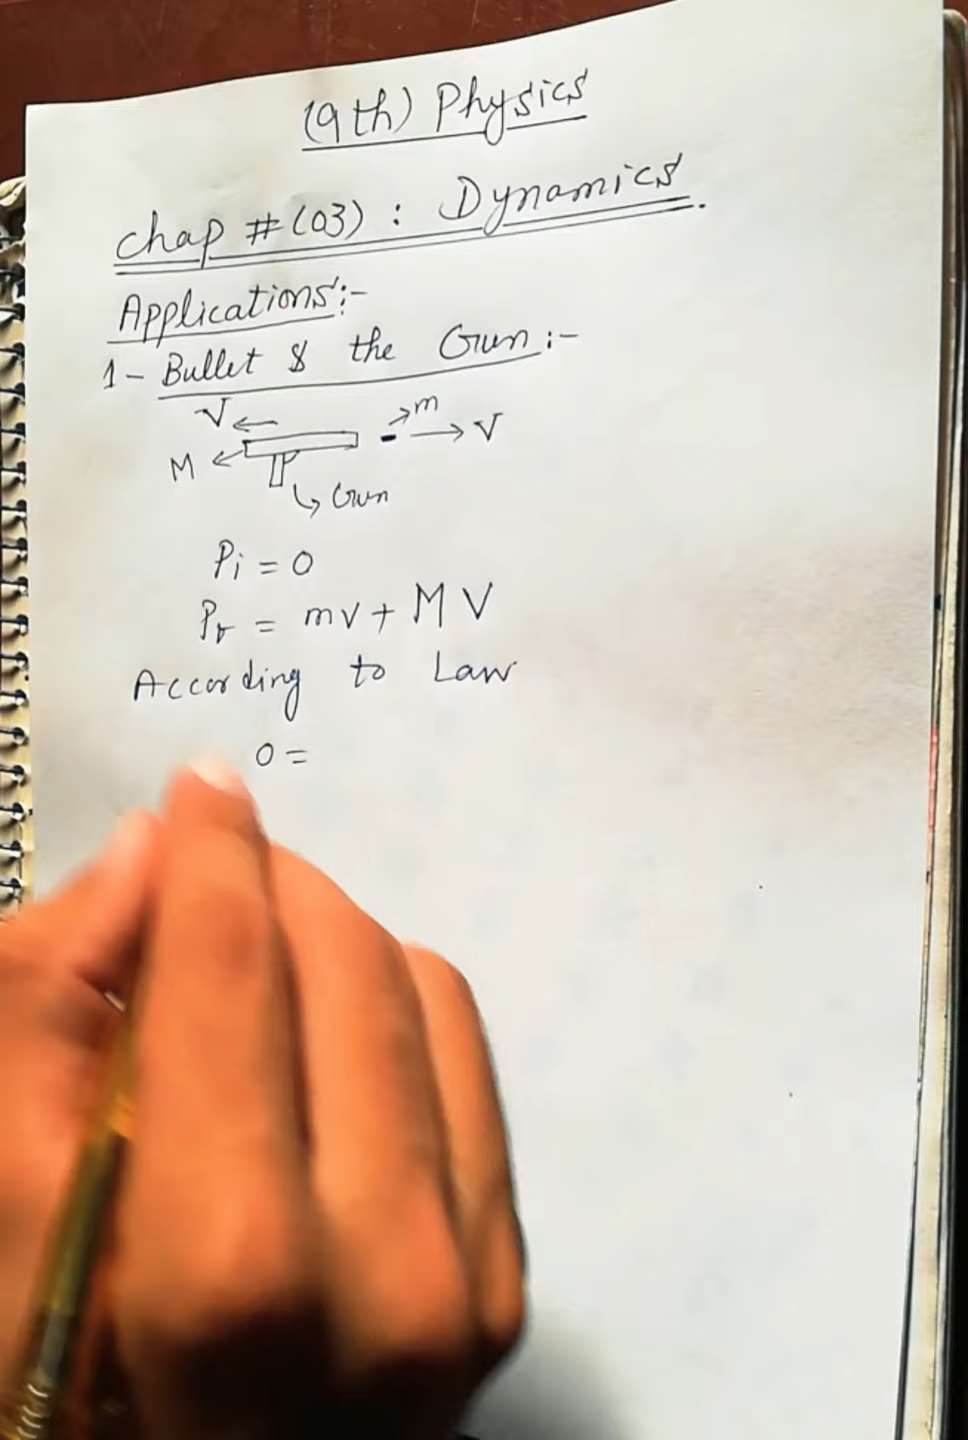 (9th) Physics
Chap #(03) : Dynamics.
Applications:-
1- Bullet & the Gun:-
V m V
M
Gun
Pi = 0
Pf = mv + MV
According to Law
0 =